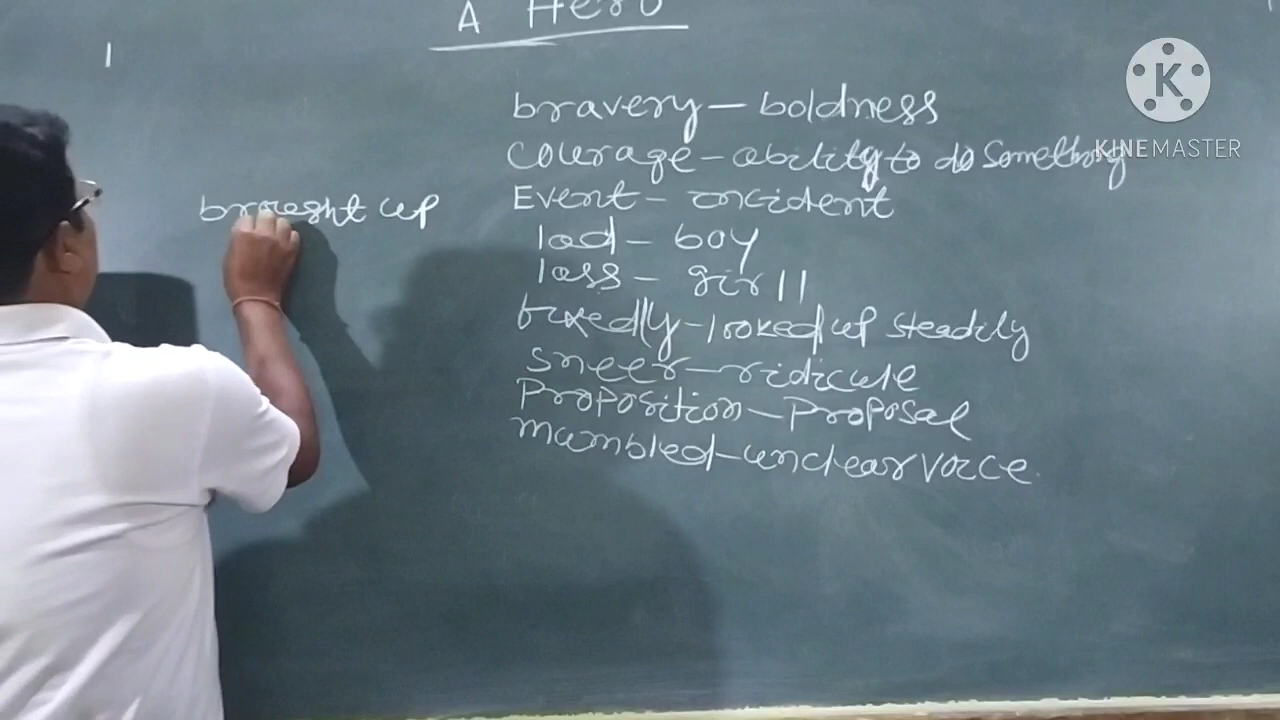 A Hero
bravery - boldness
Courage - ability to do Something
Event - incident
lad - boy
lass - girl
fixedly - looked up steadily
sneer - ridicule
Proposition - Proposal
mumbled - unclear voice
brought up
K
KINEMASTER